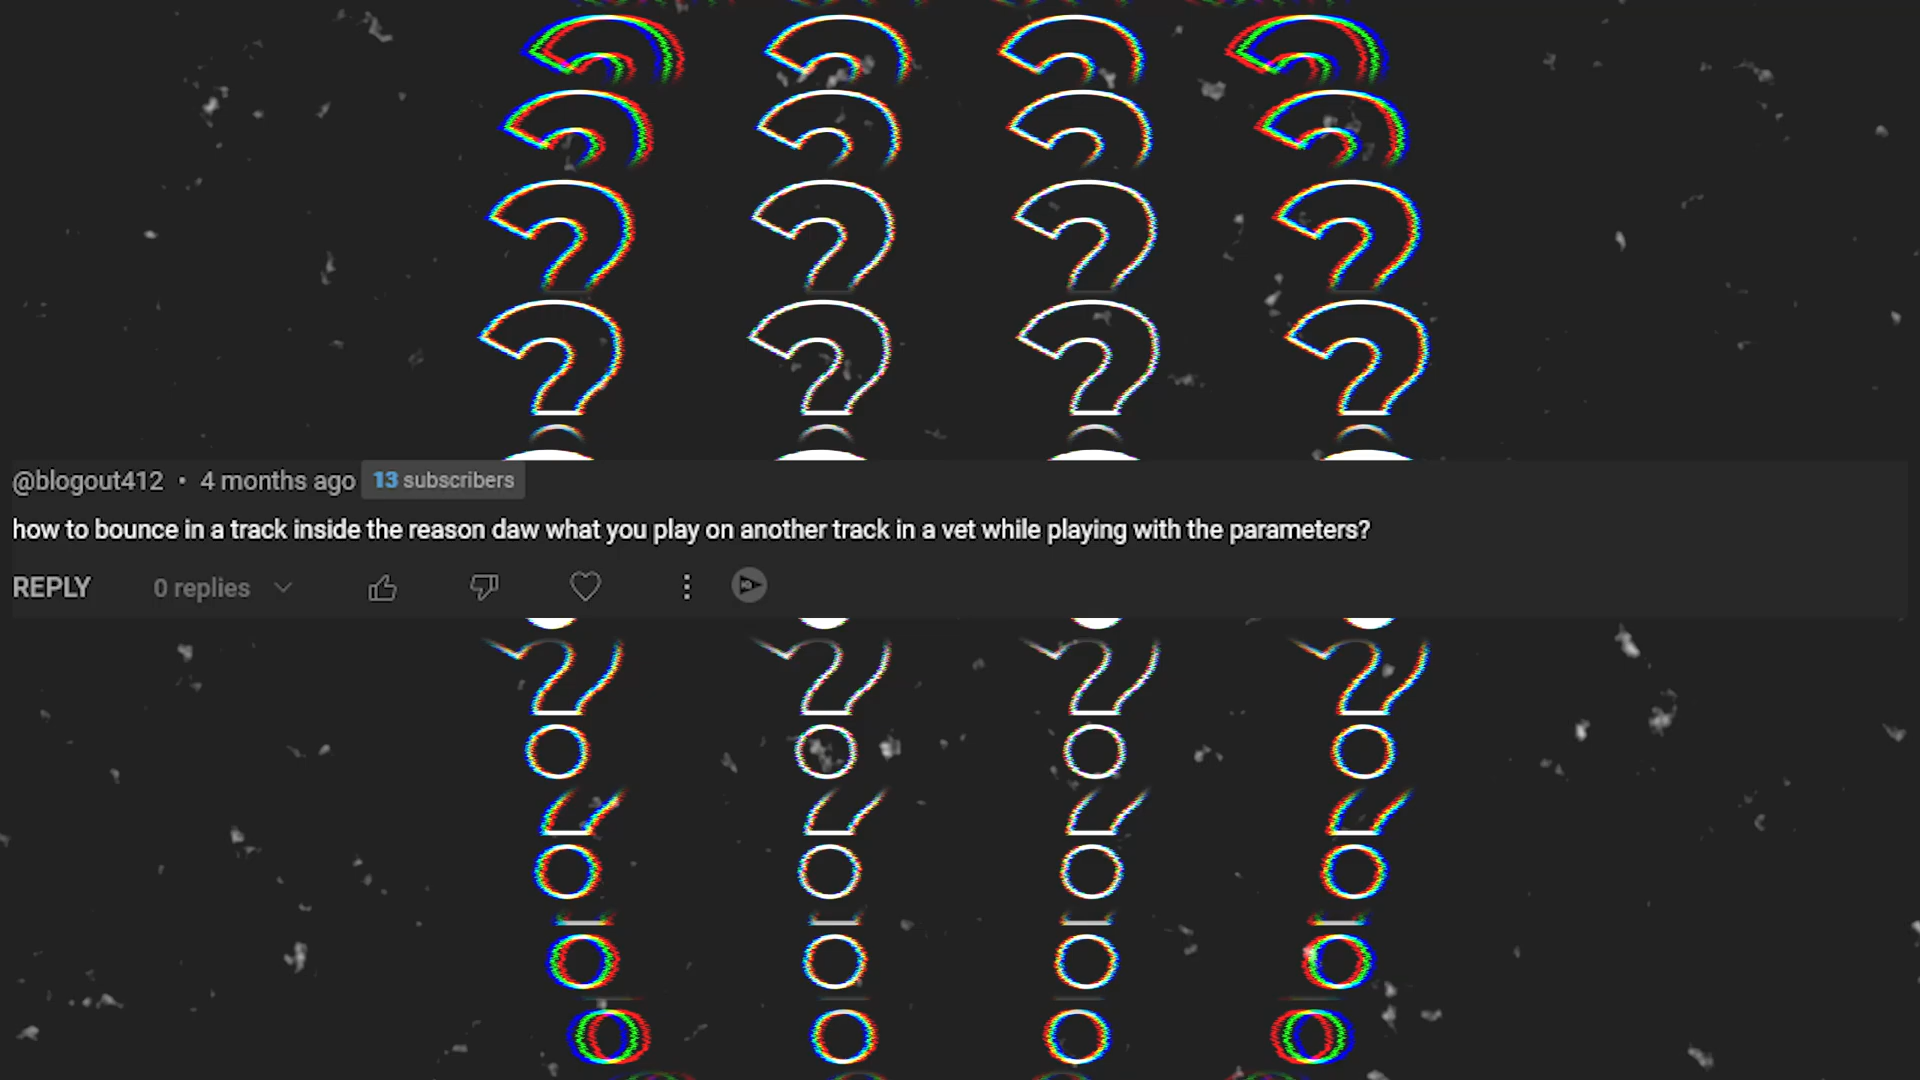 @blogout412 • 4 months ago 13 subscribers
how to bounce in a track inside the reason daw what you play on another track in a vet while playing with the parameters?
REPLY 0 replies